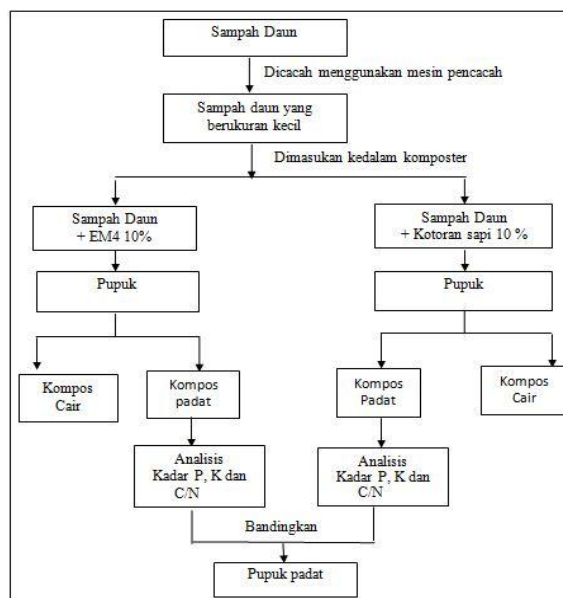 Sampah Daun
Dicacah menggunakan mesin pencacah
Sampah daun yang
berukuran kecil
Dimasukan kedalam komposter
Sampah Daun
+ EM4 10%
Sampah Daun
+ Kotoran sapi 10 %
Pupuk
Pupuk
Kompos
Cair
Kompos
padat
Kompos
Padat
Kompos
Cair
Analisis
Kadar P, K dan
C/N
Analisis
Kadar P, K dan
C/N
Bandingkan
Pupuk padat